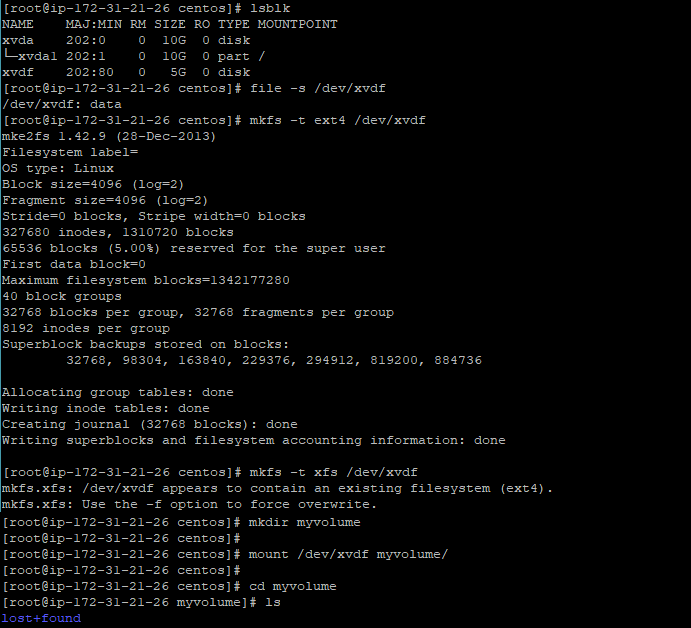 [root@ip-172-31-21-26 centos]# lsblk
NAME    MAJ:MIN RM SIZE RO TYPE MOUNTPOINT
xvda    202:0    0  10G  0 disk
└─xvda1 202:1    0  10G  0 part /
xvdf    202:80   0   5G  0 disk
[root@ip-172-31-21-26 centos]# file -s /dev/xvdf
/dev/xvdf: data
[root@ip-172-31-21-26 centos]# mkfs -t ext4 /dev/xvdf
mke2fs 1.42.9 (28-Dec-2013)
Filesystem label=
OS type: Linux
Block size=4096 (log=2)
Fragment size=4096 (log=2)
Stride=0 blocks, Stripe width=0 blocks
327680 inodes, 1310720 blocks
65536 blocks (5.00%) reserved for the super user
First data block=0
Maximum filesystem blocks=1342177280
40 block groups
32768 blocks per group, 32768 fragments per group
8192 inodes per group
Superblock backups stored on blocks:
        32768, 98304, 163840, 229376, 294912, 819200, 884736

Allocating group tables: done
Writing inode tables: done
Creating journal (32768 blocks): done
Writing superblocks and filesystem accounting information: done

[root@ip-172-31-21-26 centos]# mkfs -t xfs /dev/xvdf
mkfs.xfs: /dev/xvdf appears to contain an existing filesystem (ext4).
mkfs.xfs: Use the -f option to force overwrite.
[root@ip-172-31-21-26 centos]# mkdir myvolume
[root@ip-172-31-21-26 centos]#
[root@ip-172-31-21-26 centos]# mount /dev/xvdf myvolume/
[root@ip-172-31-21-26 centos]#
[root@ip-172-31-21-26 centos]# cd myvolume
[root@ip-172-31-21-26 myvolume]# ls
lost+found